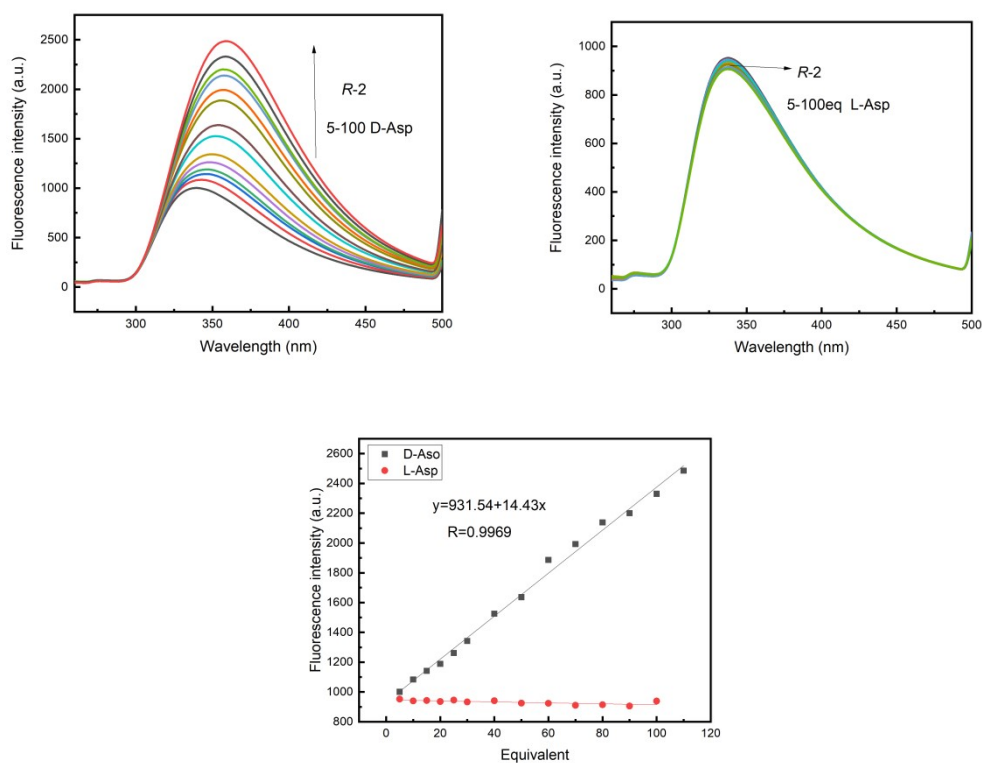 Fluorescence intensity (a.u.)
2500
2000
1500
1000
500
0
R-2
5-100 D-Asp
300
350
400
450
500
Wavelength (nm)
Fluorescence intensity (a.u.)
1000
800
600
400
200
0
R-2
5-100eq L-Asp
300
350
400
450
500
Wavelength (nm)
Fluorescence intensity (a.u.)
2600
2400
2200
2000
1800
1600
1400
1200
1000
800
D-Aso
L-Asp
y=931.54+14.43x
R=0.9969
0
20
40
60
80
100
120
Equivalent